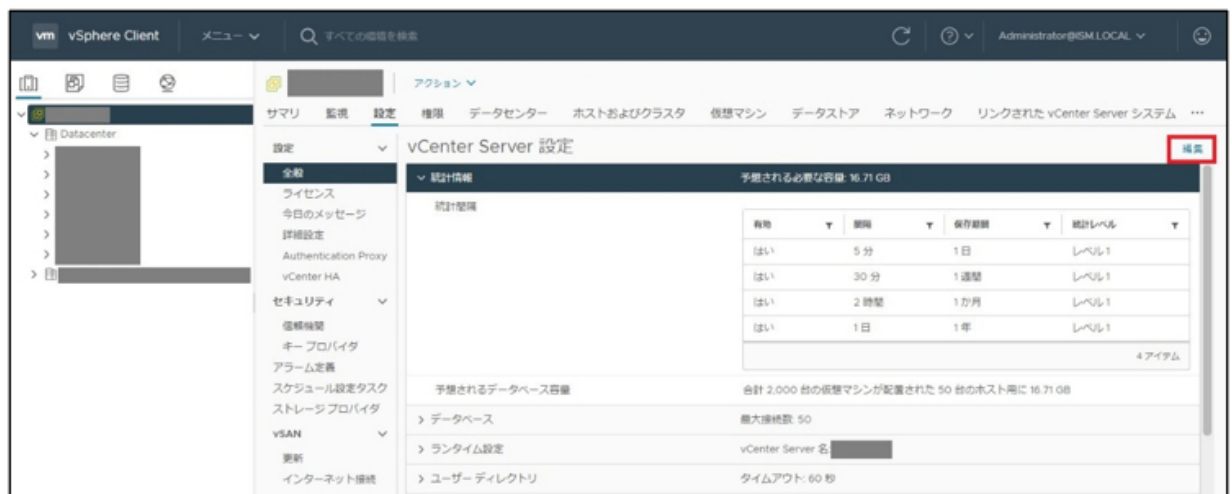 vm vSphere Client メニュー すべての環境を検索 Administrator@ISM.LOCAL
アクション
サマリ 監視 設定 権限 データセンター ホストおよびクラスタ 仮想マシン データストア ネットワーク リンクされた vCenter Server システム ...
Datacenter
設定
全般
ライセンス
今日のメッセージ
詳細設定
Authentication Proxy
vCenter HA
セキュリティ
信頼機関
キー プロバイダ
アラーム定義
スケジュール設定タスク
ストレージ プロバイダ
vSAN
更新
インターネット接続
vCenter Server 設定 編集
統計情報 予想される必要な容量: 16.71 GB
統計間隔
有効 間隔 保存期間 統計レベル
はい 5 分 1 日 レベル 1
はい 30 分 1 週間 レベル 1
はい 2 時間 1 か月 レベル 1
はい 1 日 1 年 レベル 1
4 アイテム
予想されるデータベース容量 合計 2,000 台の仮想マシンが配置された 50 台のホスト用に 16.71 GB
データベース 最大接続数: 50
ランタイム設定 vCenter Server 名:
ユーザー ディレクトリ タイムアウト: 60 秒